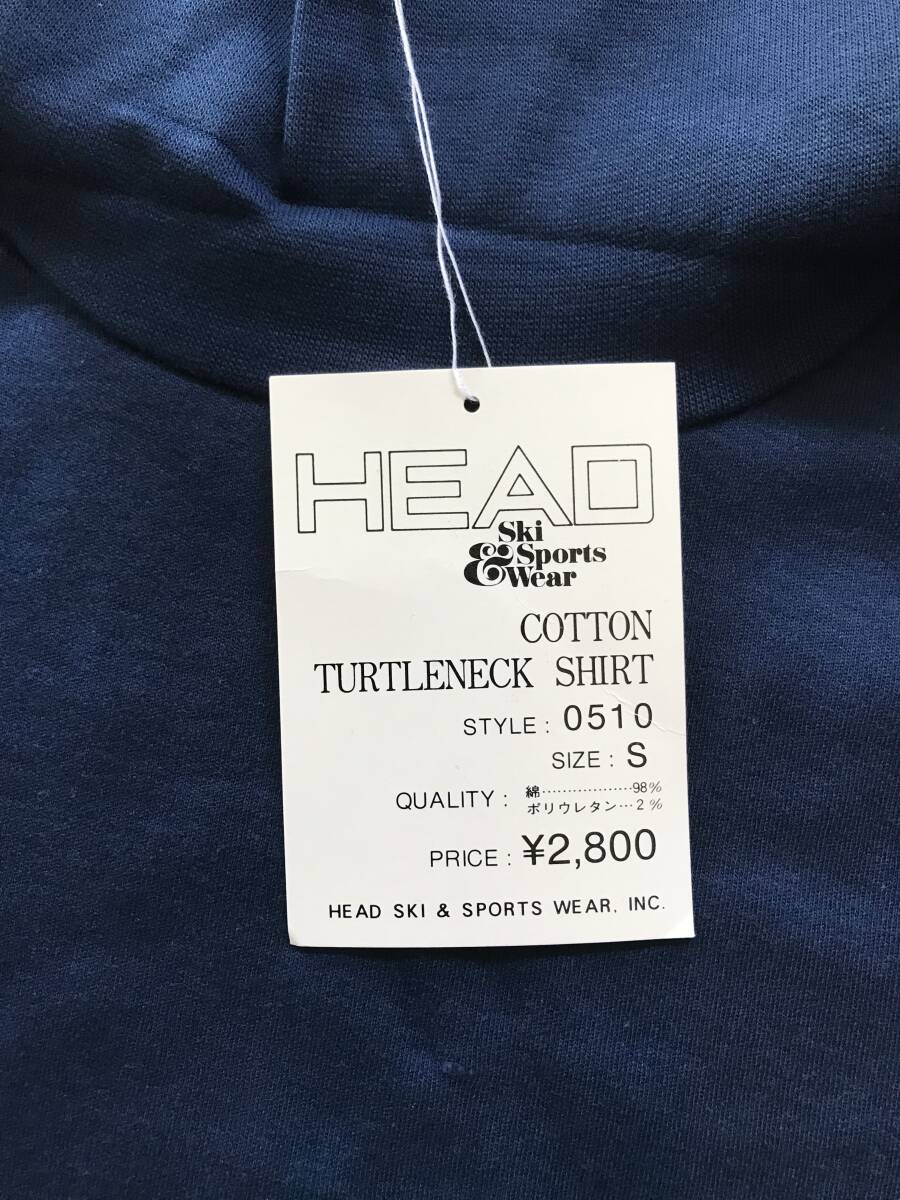 HEAD
Ski
& Sports
Wear
COTTON
TURTLENECK SHIRT
STYLE : 0510
SIZE : S
QUALITY : 綿………………98%
ポリウレタン…2%
PRICE : ¥2,800
HEAD SKI & SPORTS WEAR, INC.